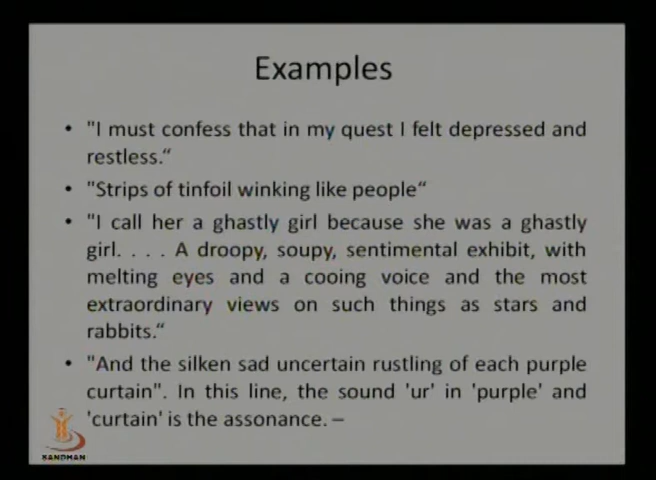 Examples
• "I must confess that in my quest I felt depressed and
restless.“
• "Strips of tinfoil winking like people“
• "I call her a ghastly girl because she was a ghastly
girl. . . . A droopy, soupy, sentimental exhibit, with
melting eyes and a cooing voice and the most
extraordinary views on such things as stars and
rabbits.“
• "And the silken sad uncertain rustling of each purple
curtain". In this line, the sound 'ur' in 'purple' and
'curtain' is the assonance. –
SANDHAN